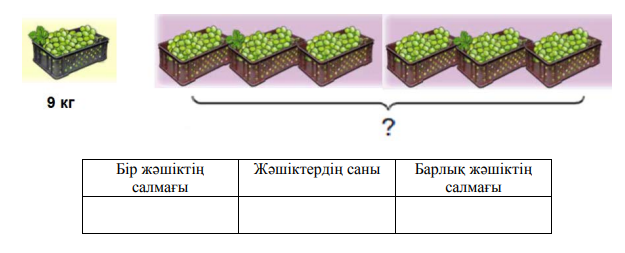 9 кг
?
Бір жәшіктің
салмағы
Жәшіктердің саны
Барлық жәшіктің
салмағы